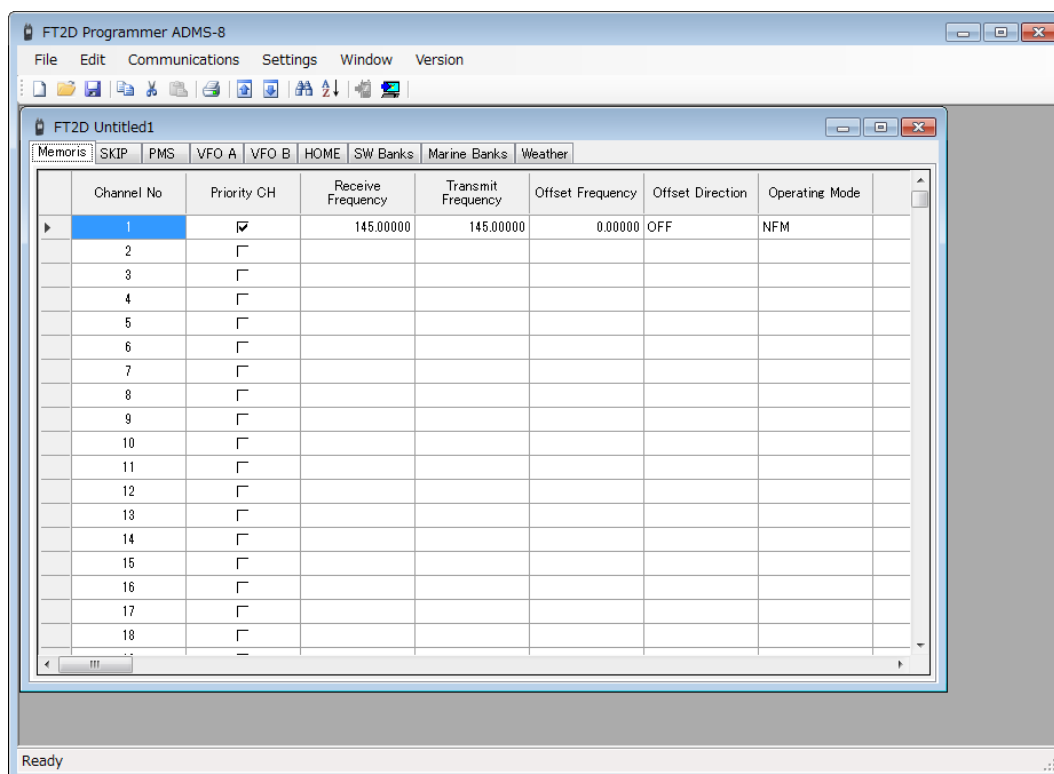 FT2D Programmer ADMS-8
File Edit Communications Settings Window Version
FT2D Untitled1
Memoris SKIP PMS VFO A VFO B HOME SW Banks Marine Banks Weather
Channel No Priority CH Receive Frequency Transmit Frequency Offset Frequency Offset Direction Operating Mode
1 145.00000 145.00000 0.00000 OFF NFM
2
3
4
5
6
7
8
9
10
11
12
13
14
15
16
17
18
Ready